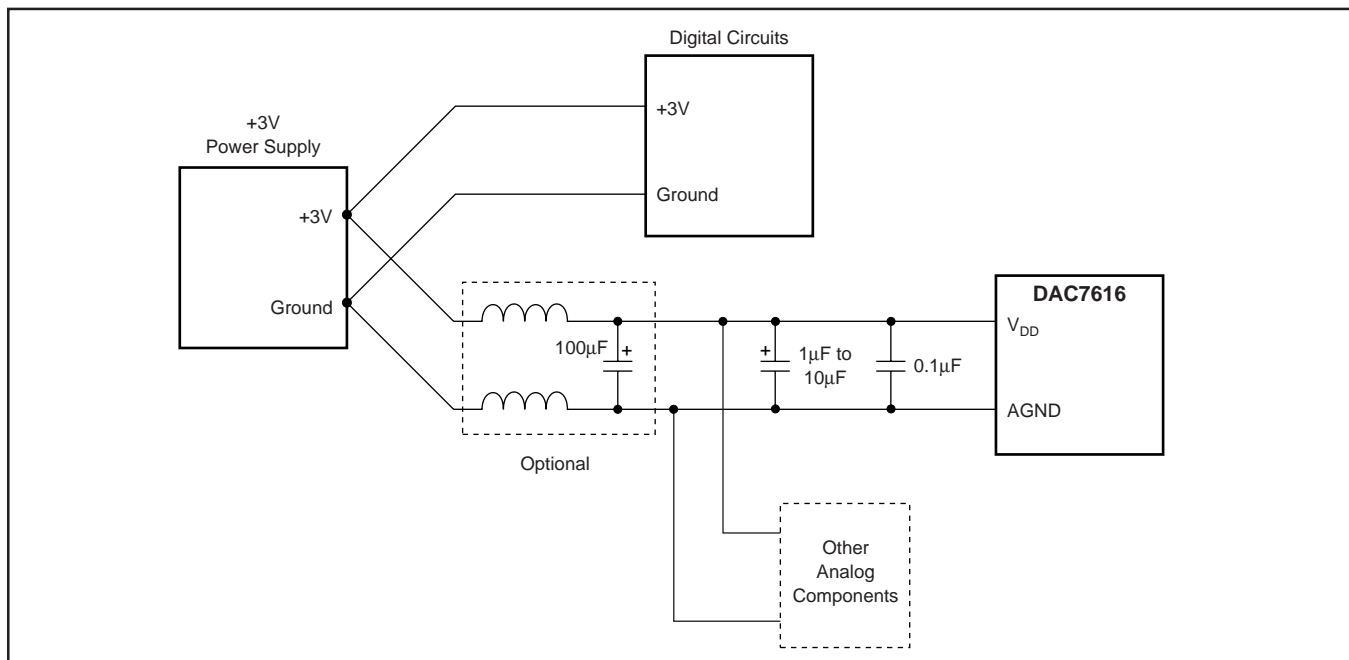 Digital Circuits
+3V
Ground
+3V
Power Supply
+3V
Ground
100μF
+
Optional
+
1μF to
10μF
0.1μF
DAC7616
VDD
AGND
Other
Analog
Components